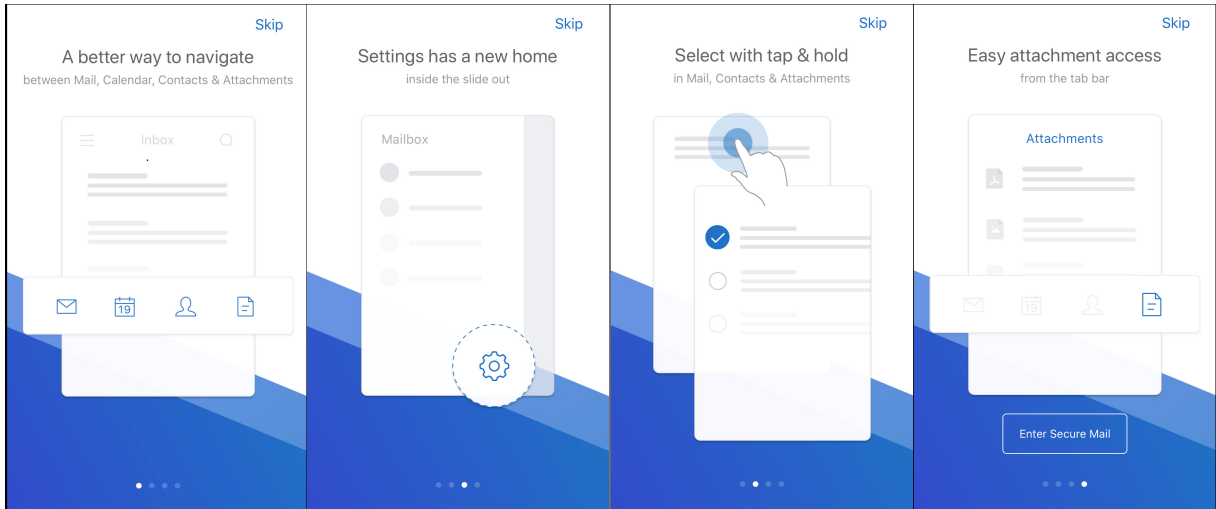 Skip
A better way to navigate
between Mail, Calendar, Contacts & Attachments
Inbox
19
Skip
Settings has a new home
inside the slide out
Mailbox
Skip
Select with tap & hold
in Mail, Contacts & Attachments
Skip
Easy attachment access
from the tab bar
Attachments
19
Enter Secure Mail